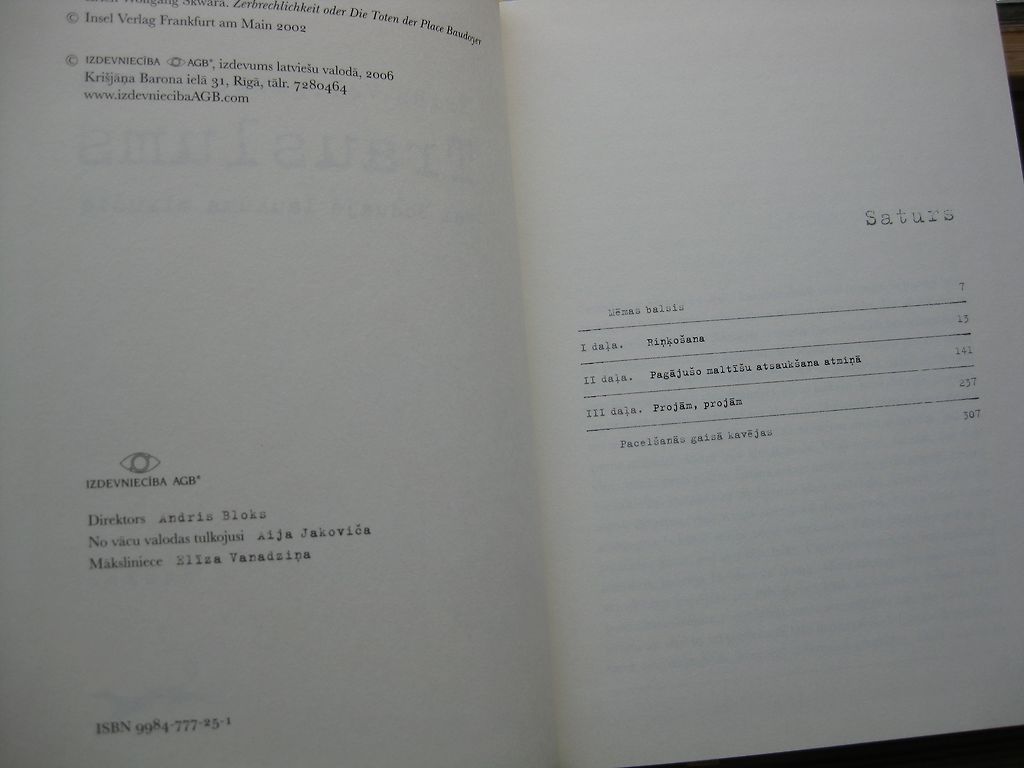 Wolfgang Skwara. Zerbrechlichkeit oder Die Toten der Place Baudoyer
© Insel Verlag Frankfurt am Main 2002
© IZDEVNIECĪBA AGB®, izdevums latviešu valodā, 2006
Krišjāņa Barona ielā 31, Rīgā, tālr. 7280464
www.izdevniecibaAGB.com
Trauslums
IZDEVNIECĪBA AGB®
Direktors Andris Bloks
No vācu valodas tulkojusi Aija Jakoviča
Māksliniece Elīza Vanadziņa
ISBN 9984-777-25-1
Saturs
Mēmas balsis 7
I daļa. Riņķošana 13
II daļa. Pagājušo maltīšu atsaukšana atmiņā 141
III daļa. Projām, projām 237
Pacelšanās gaisā kavējas 307